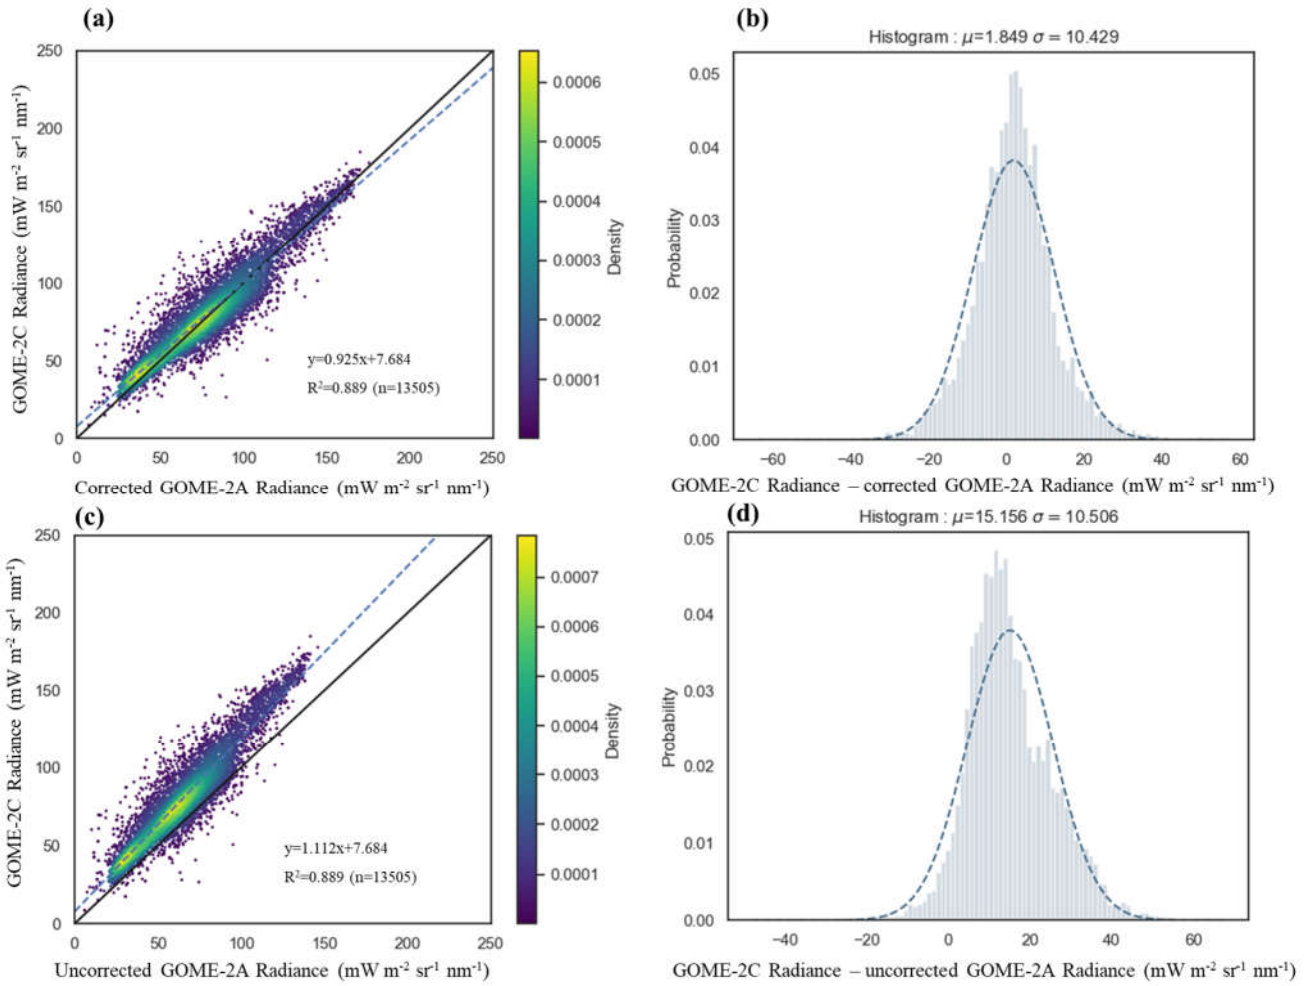 (a)
250
200
150
100
50
0
0 50 100 150 200 250
GOME-2C Radiance (mW m⁻² sr⁻¹ nm⁻¹)
Corrected GOME-2A Radiance (mW m⁻² sr⁻¹ nm⁻¹)
y=0.925x+7.684
R²=0.889 (n=13505)
0.0006
0.0005
0.0004
0.0003
0.0002
0.0001
Density
(b)
Histogram : μ=1.849 σ = 10.429
0.05
0.04
0.03
0.02
0.01
0.00
Probability
−60 −40 −20 0 20 40 60
GOME-2C Radiance – corrected GOME-2A Radiance (mW m⁻² sr⁻¹ nm⁻¹)
(c)
250
200
150
100
50
0
0 50 100 150 200 250
GOME-2C Radiance (mW m⁻² sr⁻¹ nm⁻¹)
Uncorrected GOME-2A Radiance (mW m⁻² sr⁻¹ nm⁻¹)
y=1.112x+7.684
R²=0.889 (n=13505)
0.0007
0.0006
0.0005
0.0004
0.0003
0.0002
0.0001
Density
(d)
Histogram : μ=15.156 σ = 10.506
0.05
0.04
0.03
0.02
0.01
0.00
Probability
−40 −20 0 20 40 60
GOME-2C Radiance – uncorrected GOME-2A Radiance (mW m⁻² sr⁻¹ nm⁻¹)